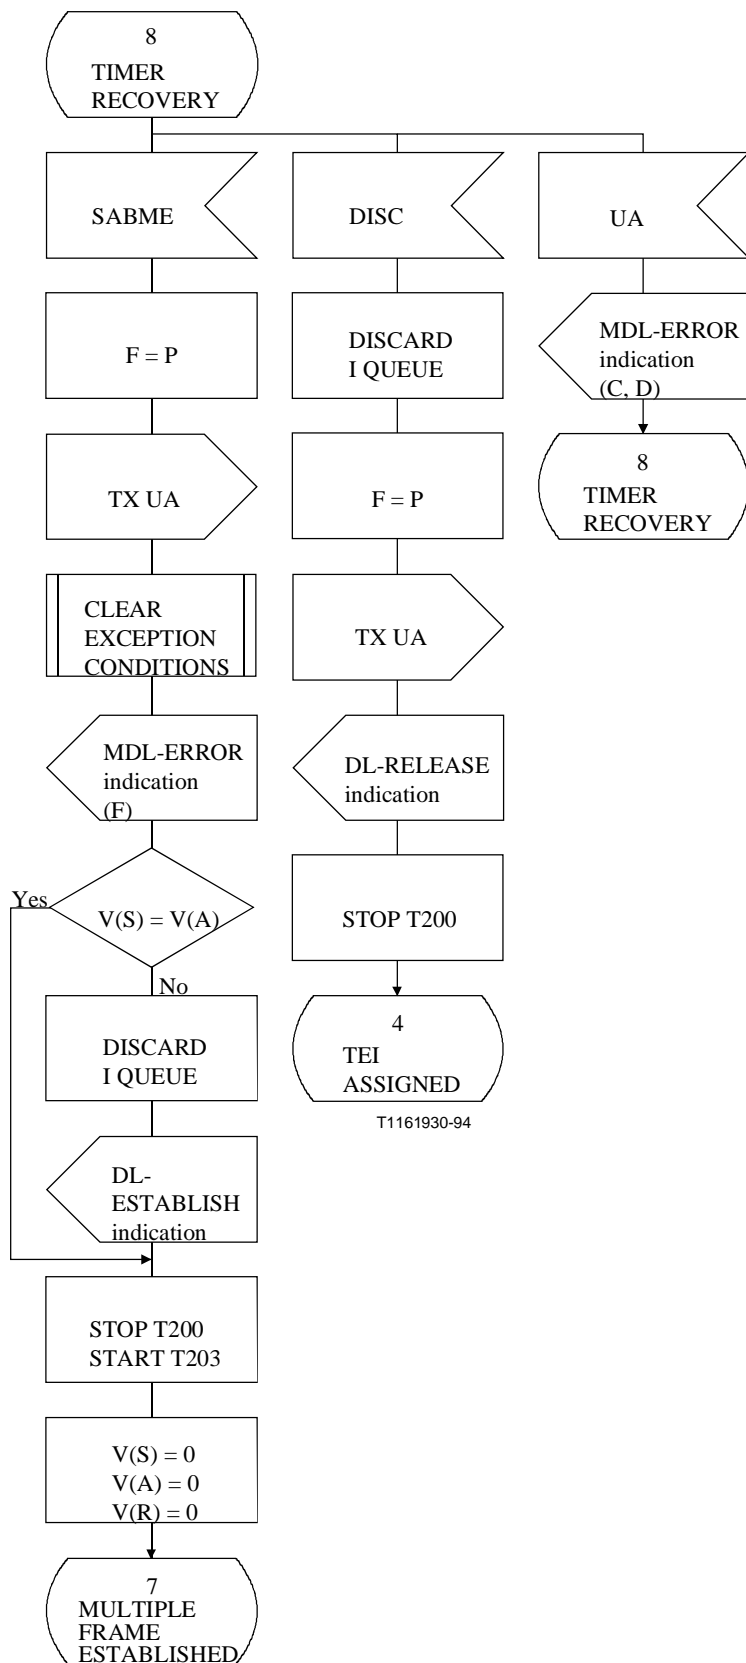 8
TIMER
RECOVERY
SABME
F = P
TX UA
CLEAR
EXCEPTION
CONDITIONS
MDL-ERROR
indication
(F)
V(S) = V(A)
Yes
No
DISCARD
I QUEUE
DL-
ESTABLISH
indication
STOP T200
START T203
V(S) = 0
V(A) = 0
V(R) = 0
7
MULTIPLE
FRAME
ESTABLISHED
DISC
DISCARD
I QUEUE
F = P
TX UA
DL-RELEASE
indication
STOP T200
4
TEI
ASSIGNED
T1161930-94
UA
MDL-ERROR
indication
(C, D)
8
TIMER
RECOVERY